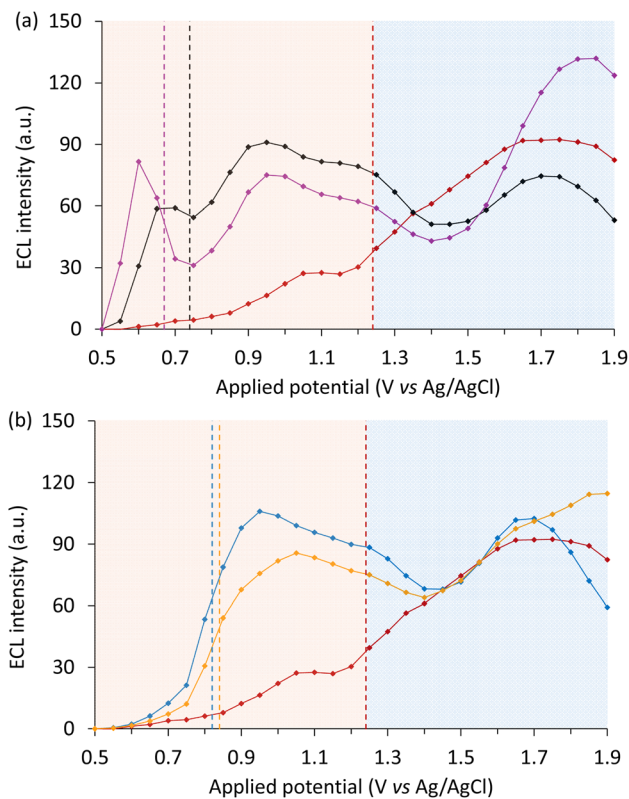 (a)
150
120
90
60
30
0
ECL intensity (a.u.)
0.5 0.7 0.9 1.1 1.3 1.5 1.7 1.9
Applied potential (V vs Ag/AgCl)
(b)
150
120
90
60
30
0
ECL intensity (a.u.)
0.5 0.7 0.9 1.1 1.3 1.5 1.7 1.9
Applied potential (V vs Ag/AgCl)